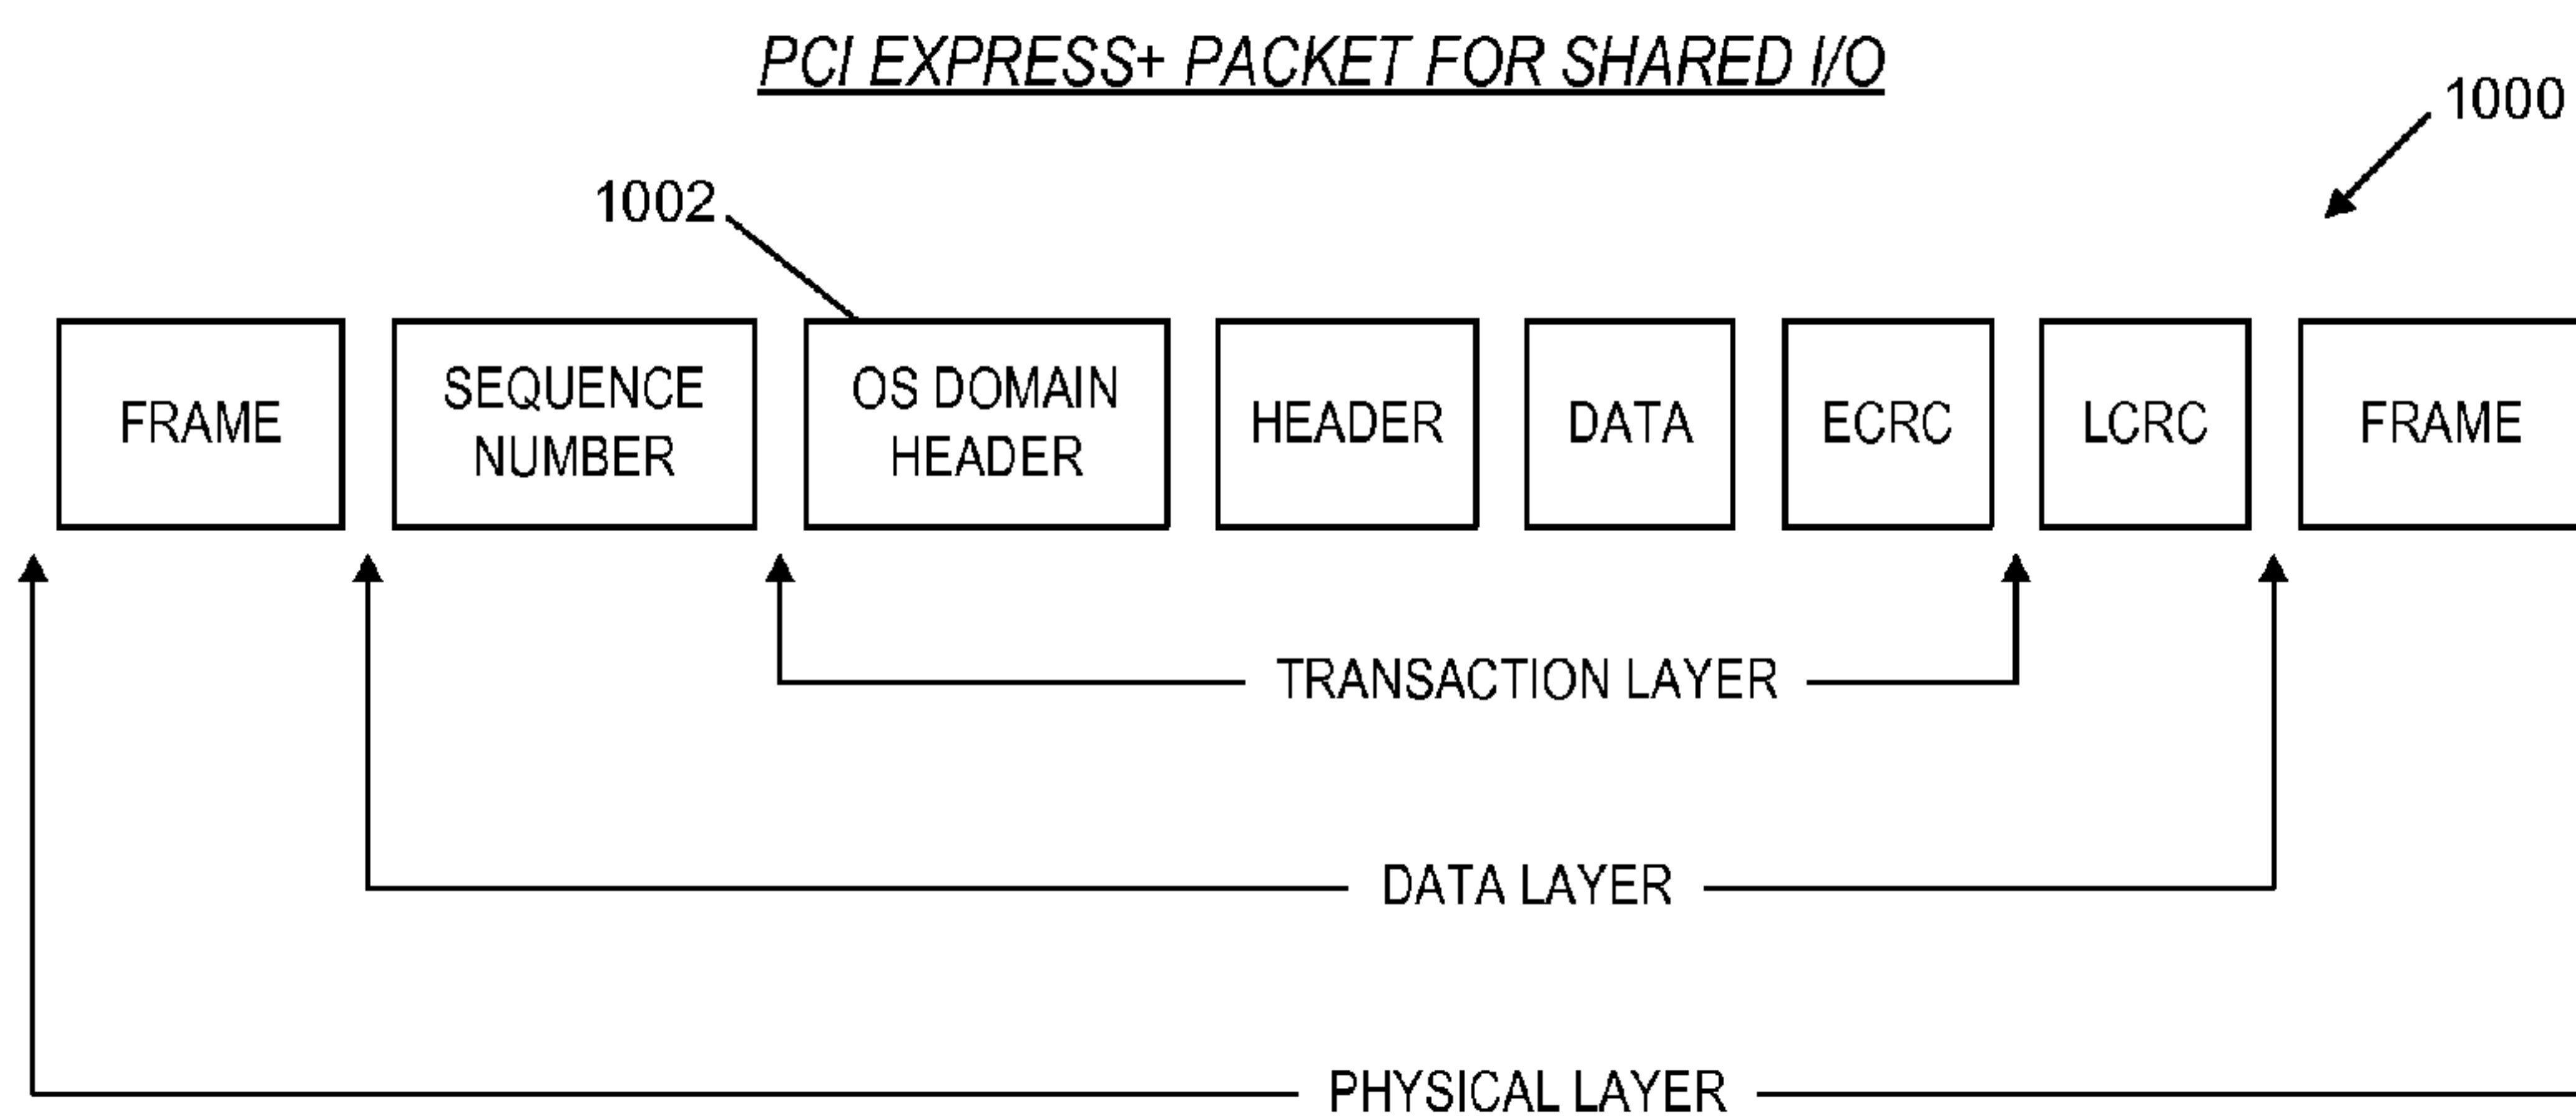 PCI EXPRESS+ PACKET FOR SHARED I/O
1000
1002
FRAME
SEQUENCE
NUMBER
OS DOMAIN
HEADER
HEADER
DATA
ECRC
LCRC
FRAME
TRANSACTION LAYER
DATA LAYER
PHYSICAL LAYER